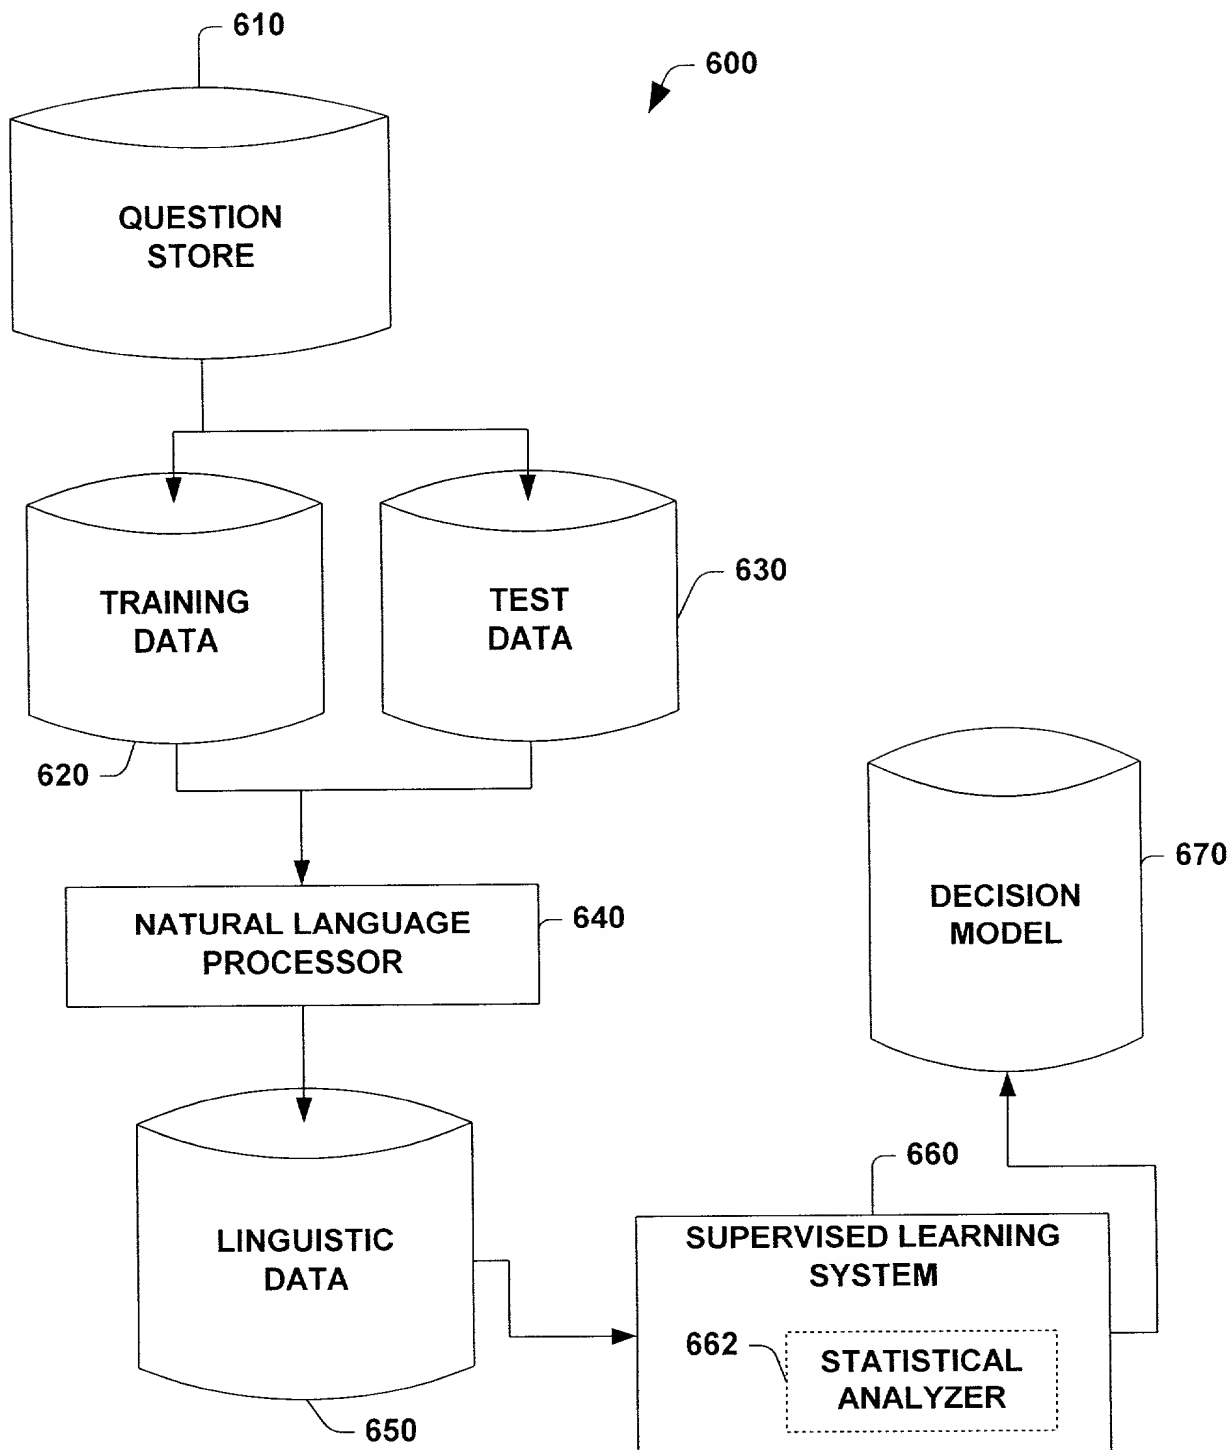 610
600
QUESTION
STORE
TRAINING
DATA
TEST
DATA
630
620
NATURAL LANGUAGE
PROCESSOR
640
DECISION
MODEL
670
LINGUISTIC
DATA
650
660
SUPERVISED LEARNING
SYSTEM
662
STATISTICAL
ANALYZER